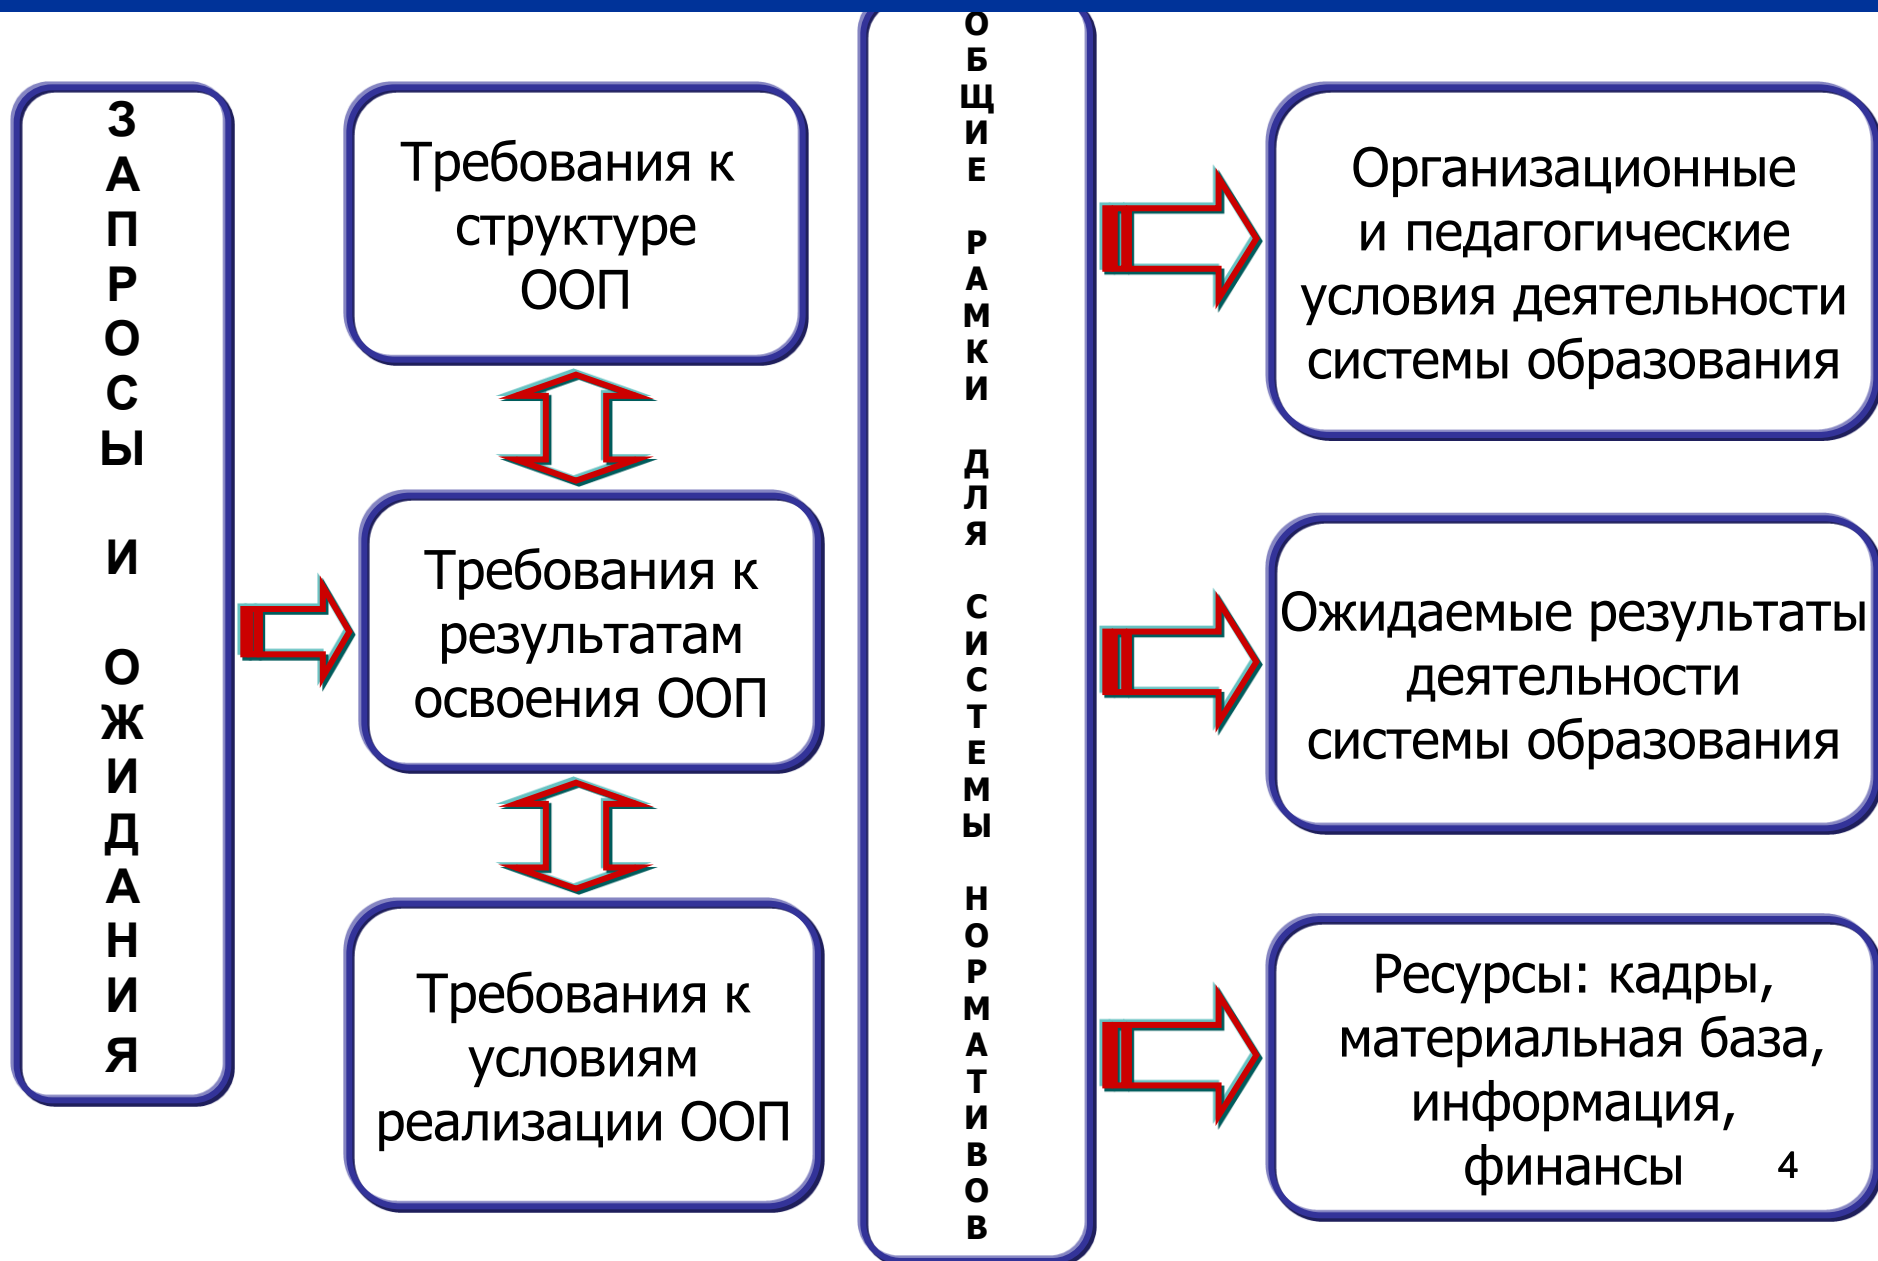 ЗАПРОСЫ И ОЖИДАНИЯ
Требования к
структуре
ООП
Требования к
результатам
освоения ООП
Требования к
условиям
реализации ООП
ОБЩИЕ РАМКИ ДЛЯ СИСТЕМЫ НОРМАТИВОВ
Организационные
и педагогические
условия деятельности
системы образования
Ожидаемые результаты
деятельности
системы образования
Ресурсы: кадры,
материальная база,
информация,
финансы
4